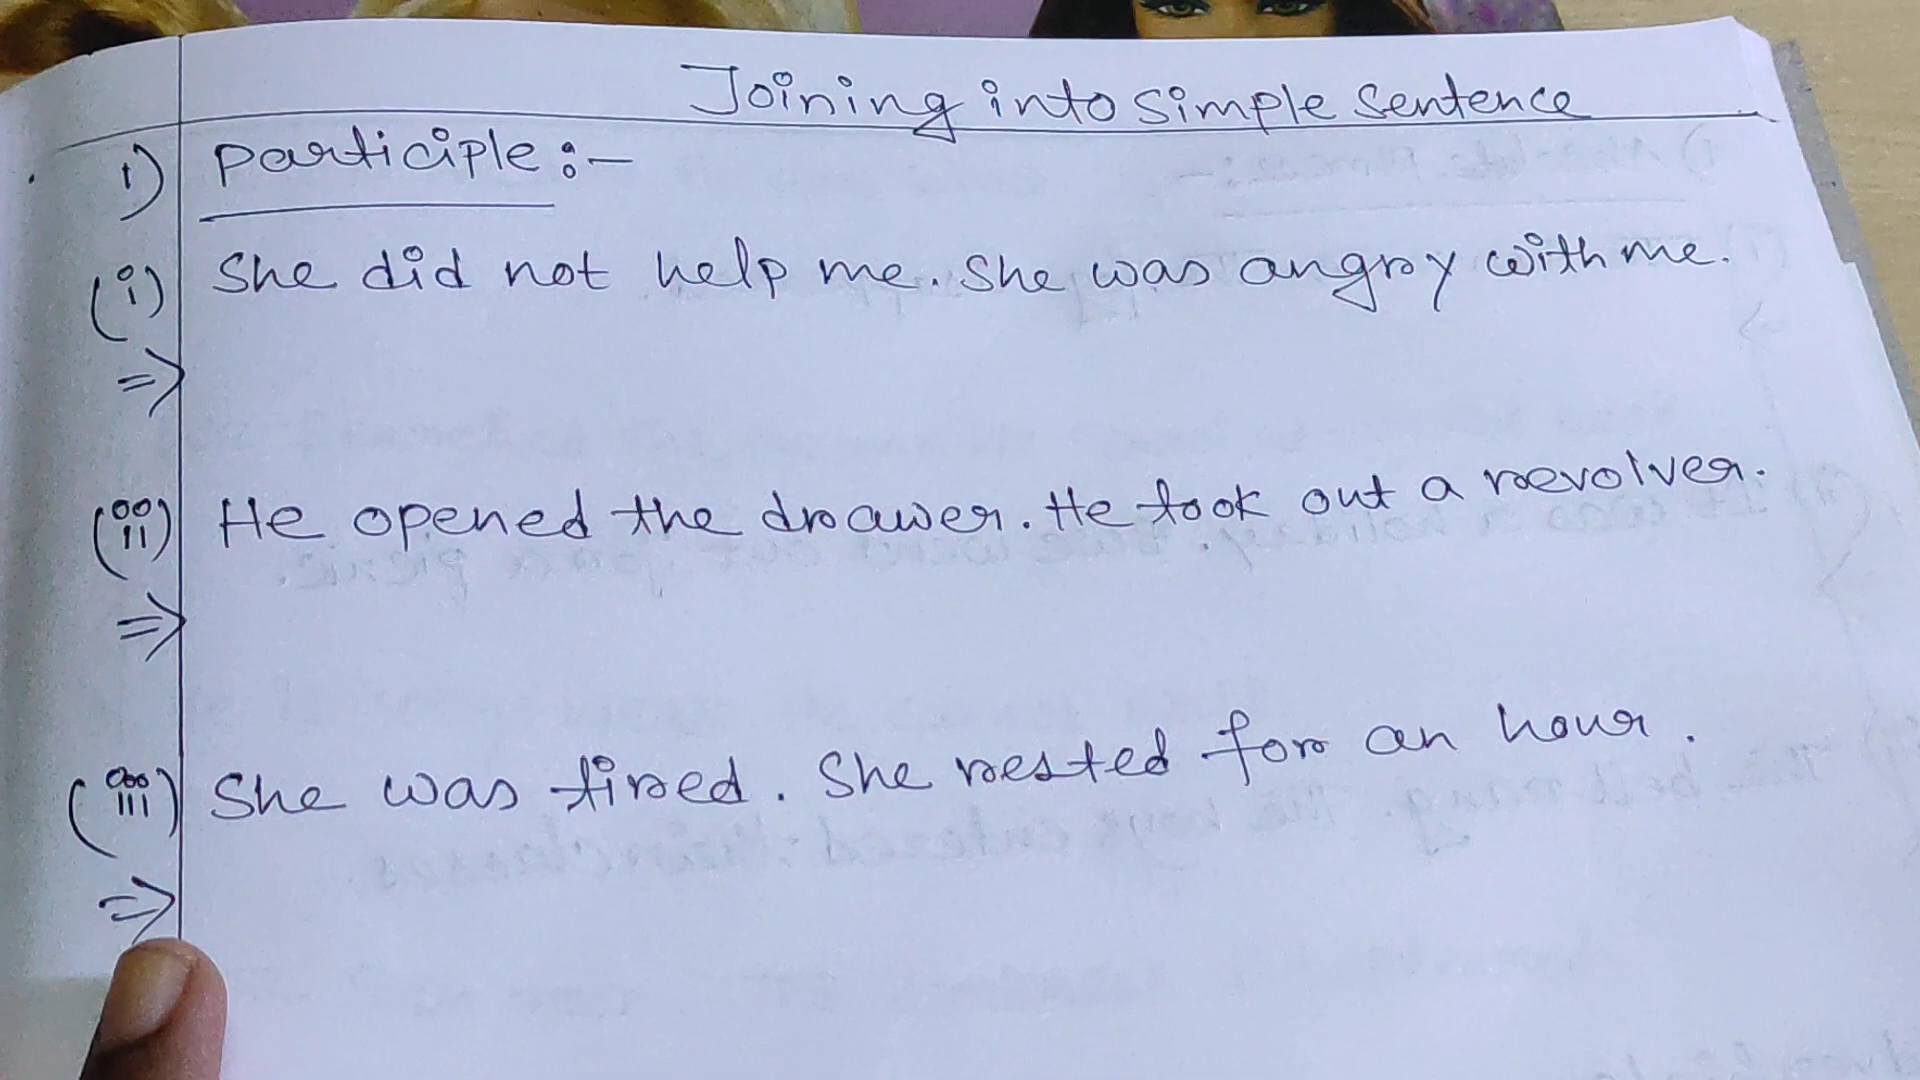 Joining into Simple Sentence
1) Participle :-
(i) She did not help me. She was angry with me.
=>
(ii) He opened the drawer. He took out a revolver.
=>
(iii) She was tired. She rested for an hour.
=>